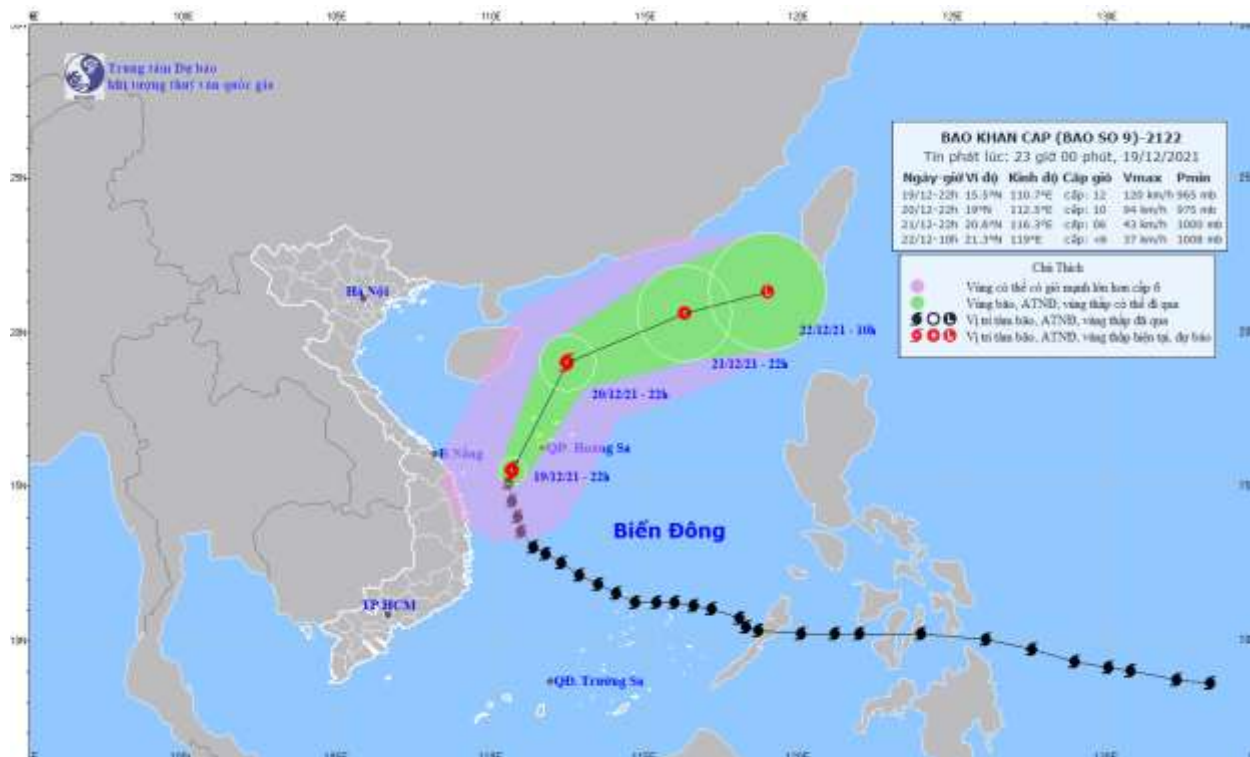 Trung tâm Dự báo
khí tượng thuỷ văn quốc gia
BAO KHAN CAP (BAO SO 9)-2122
Tin phát lúc: 23 giờ 00 phút, 19/12/2021
Ngày-giờ Vĩ độ Kinh độ Cấp gió Vmax Pmin
19/12-22h 15.5°N 110.7°E cấp: 12 120 km/h 965 mb
20/12-22h 19°N 112.5°E cấp: 10 94 km/h 975 mb
21/12-22h 20.6°N 116.3°E cấp: 06 43 km/h 1000 mb
22/12-10h 21.3°N 119°E cấp: <6 37 km/h 1008 mb
Chú Thích
Vùng có thể có gió mạnh lớn hơn cấp 6
Vùng bão, ATNĐ, vùng thấp có thể đi qua
Vị trí tâm bão, ATNĐ, vùng thấp đã qua
Vị trí tâm bão, ATNĐ, vùng thấp hiện tại, dự báo
Hà Nội
22/12/21 - 10h
21/12/21 - 22h
20/12/21 - 22h
Đ Nẵng
QĐ. Hoàng Sa
19/12/21 - 22h
Biển Đông
TP.HCM
QĐ. Trường Sa